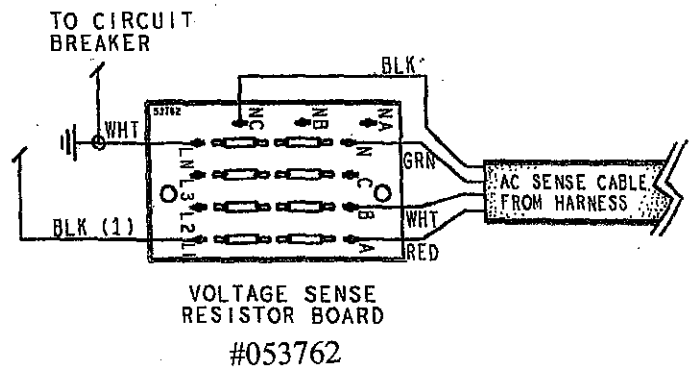 TO CIRCUIT
BREAKER
BLK
53762
NC
NB
NA
WHT
LN
N
GRN
L3
C
AC SENSE CABLE
FROM HARNESS
L2
B
WHT
BLK (1)
L1
A
RED
VOLTAGE SENSE
RESISTOR BOARD
#053762